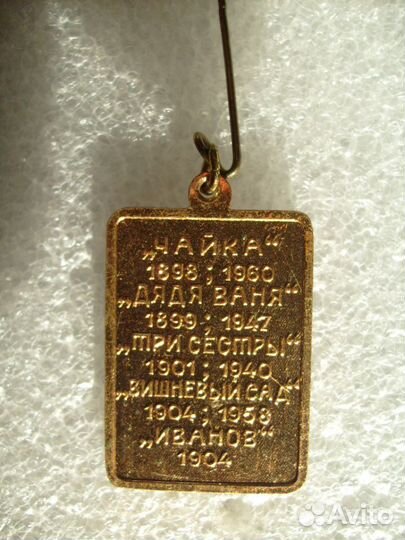 „ЧАЙКА“
1898; 1960
„ДЯДЯ ВАНЯ“
1899; 1947
„ТРИ СЕСТРЫ“
1901; 1940
„ВИШНЕВЫЙ САД“
1904; 1958
„ИВАНОВ“
1904
Avito